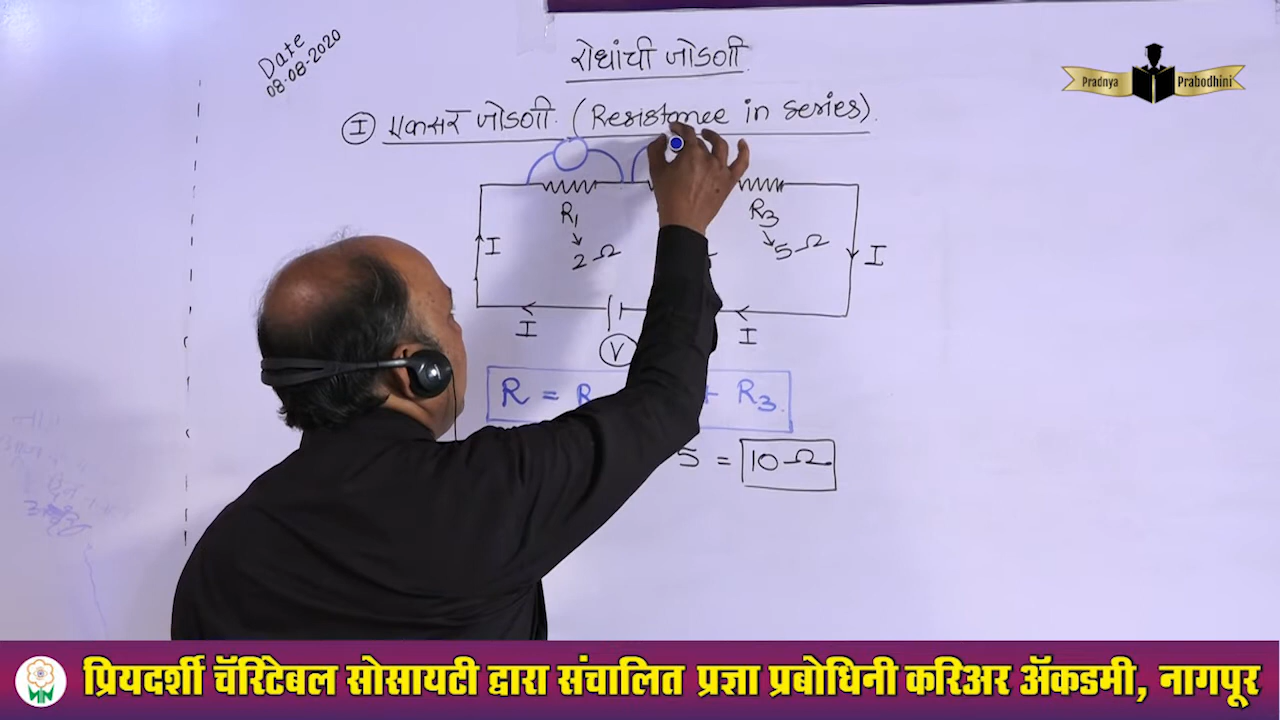 Date
08-08-2020
रोधांची जोडणी
Pradnya Prabodhini
I एकसर जोडणी. (Resistance in series).
R1 R3
2 Ω 5 Ω
I I
I I
V
R = R + R3.
5 = 10 Ω
प्रियदर्शी चॅरिटेबल सोसायटी द्वारा संचालित प्रज्ञा प्रबोधिनी करिअर ॲकडमी, नागपूर